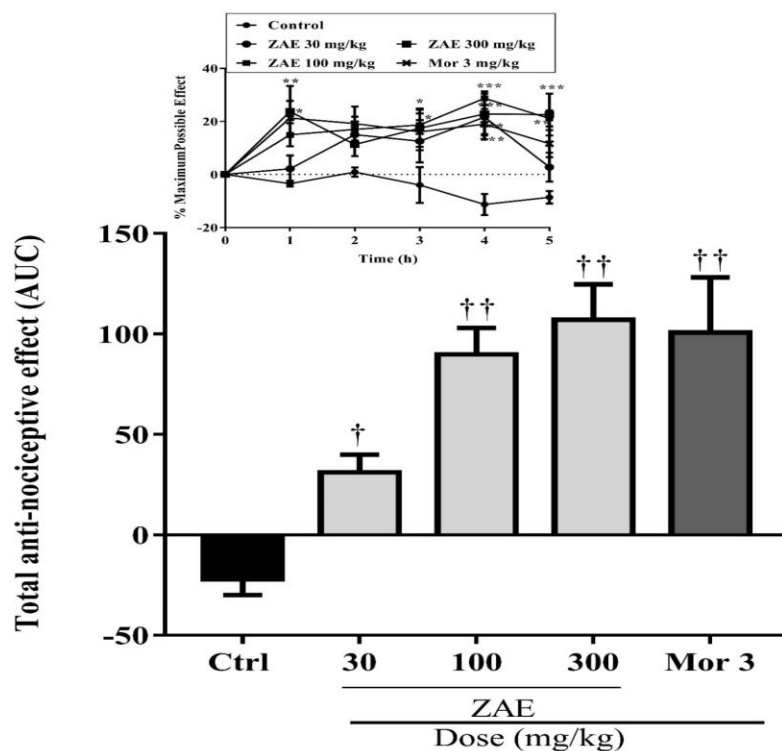 Control
ZAE 30 mg/kg ZAE 300 mg/kg
ZAE 100 mg/kg Mor 3 mg/kg
% MaximumPossible Effect
40
20
0
-20
** * * * *** *** * ** *** **
0 1 2 3 4 5
Time (h)
Total anti-nociceptive effect (AUC)
150
100
50
0
-50
† †† †† ††
Ctrl 30 100 300 Mor 3
ZAE
Dose (mg/kg)